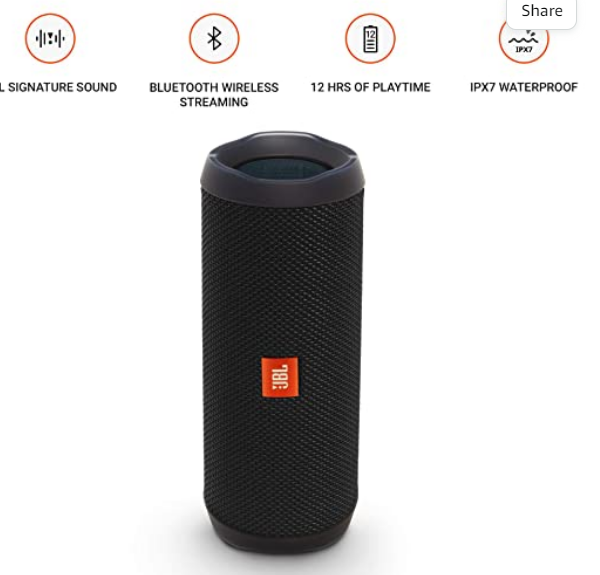 Share
12
IPX7
L SIGNATURE SOUND
BLUETOOTH WIRELESS
STREAMING
12 HRS OF PLAYTIME
IPX7 WATERPROOF
JBL